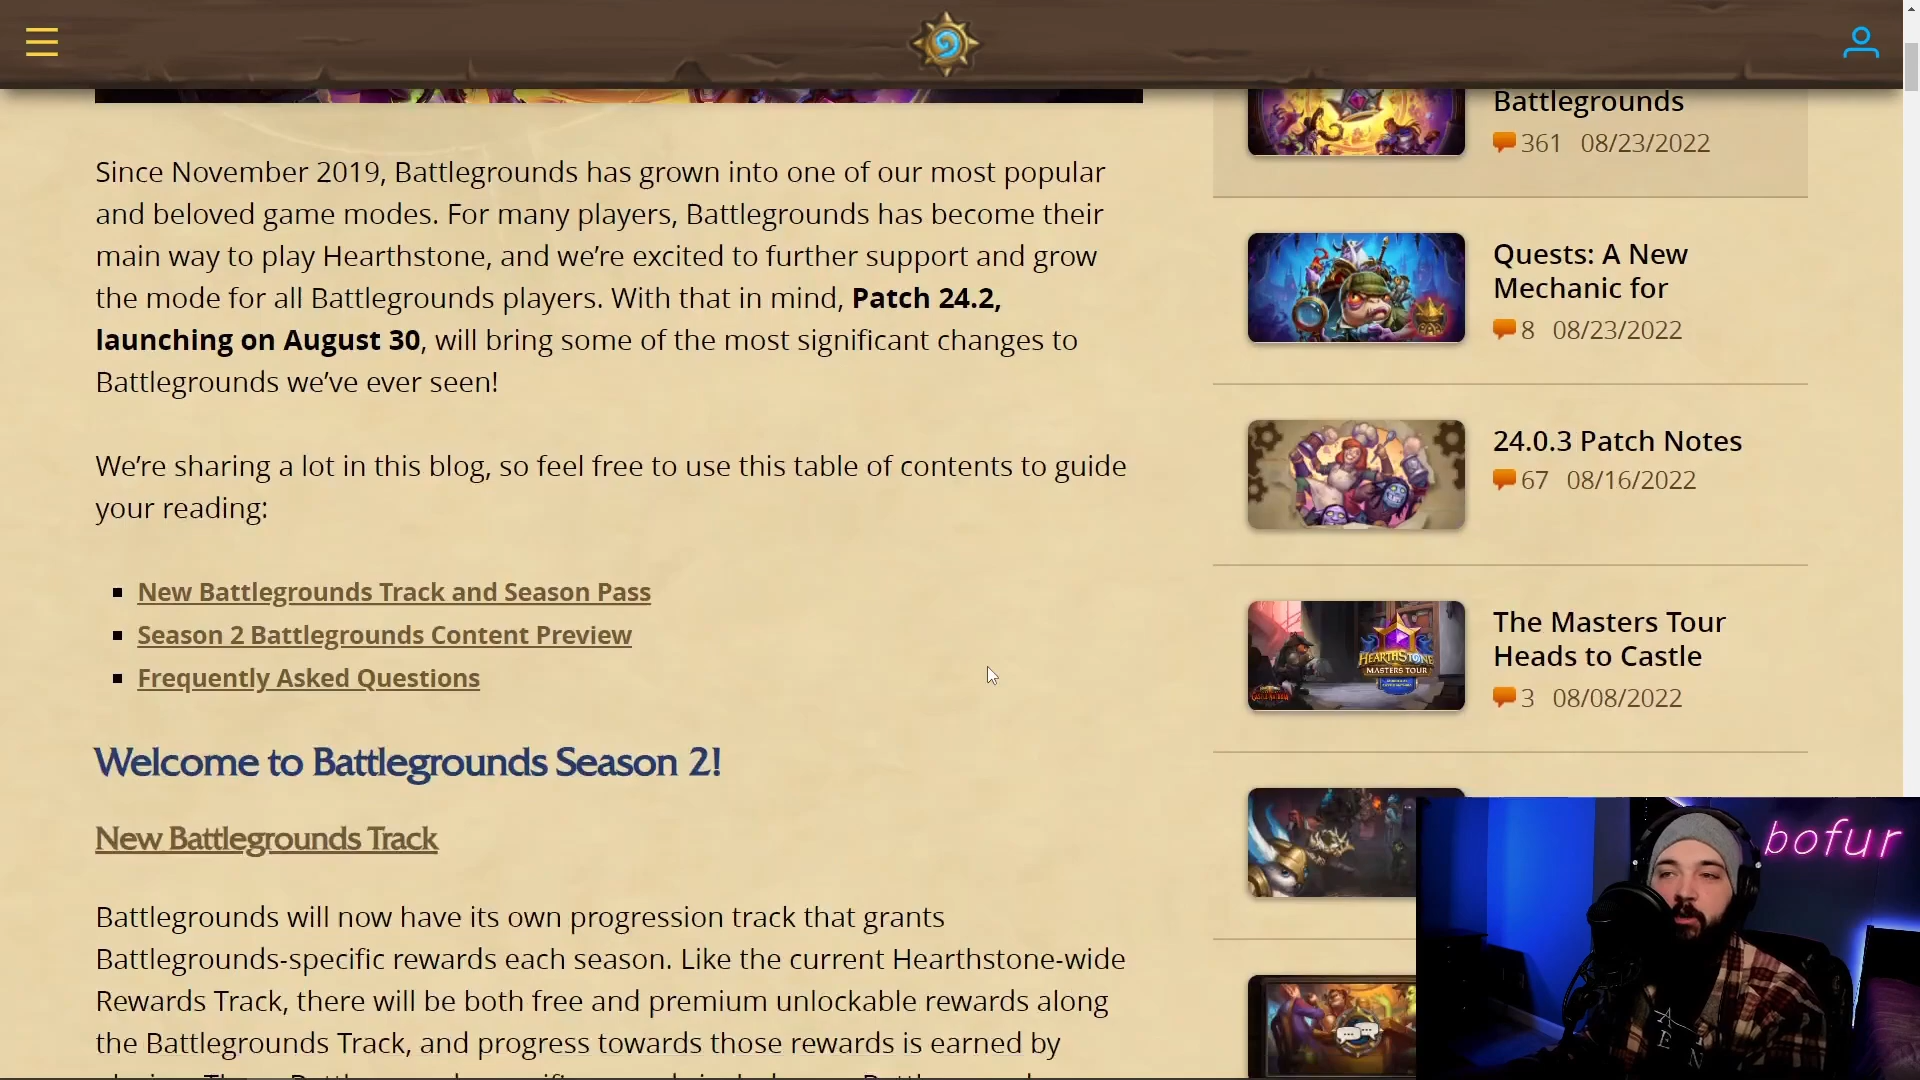 Since November 2019, Battlegrounds has grown into one of our most popular
and beloved game modes. For many players, Battlegrounds has become their
main way to play Hearthstone, and we’re excited to further support and grow
the mode for all Battlegrounds players. With that in mind, Patch 24.2,
launching on August 30, will bring some of the most significant changes to
Battlegrounds we’ve ever seen!
We’re sharing a lot in this blog, so feel free to use this table of contents to guide
your reading:
New Battlegrounds Track and Season Pass
Season 2 Battlegrounds Content Preview
Frequently Asked Questions
Welcome to Battlegrounds Season 2!
New Battlegrounds Track
Battlegrounds will now have its own progression track that grants
Battlegrounds-specific rewards each season. Like the current Hearthstone-wide
Rewards Track, there will be both free and premium unlockable rewards along
the Battlegrounds Track, and progress towards those rewards is earned by
Battlegrounds
361 08/23/2022
Quests: A New
Mechanic for
8 08/23/2022
24.0.3 Patch Notes
67 08/16/2022
HEARTHSTONE
MASTERS TOUR
The Masters Tour
Heads to Castle
3 08/08/2022
bofur